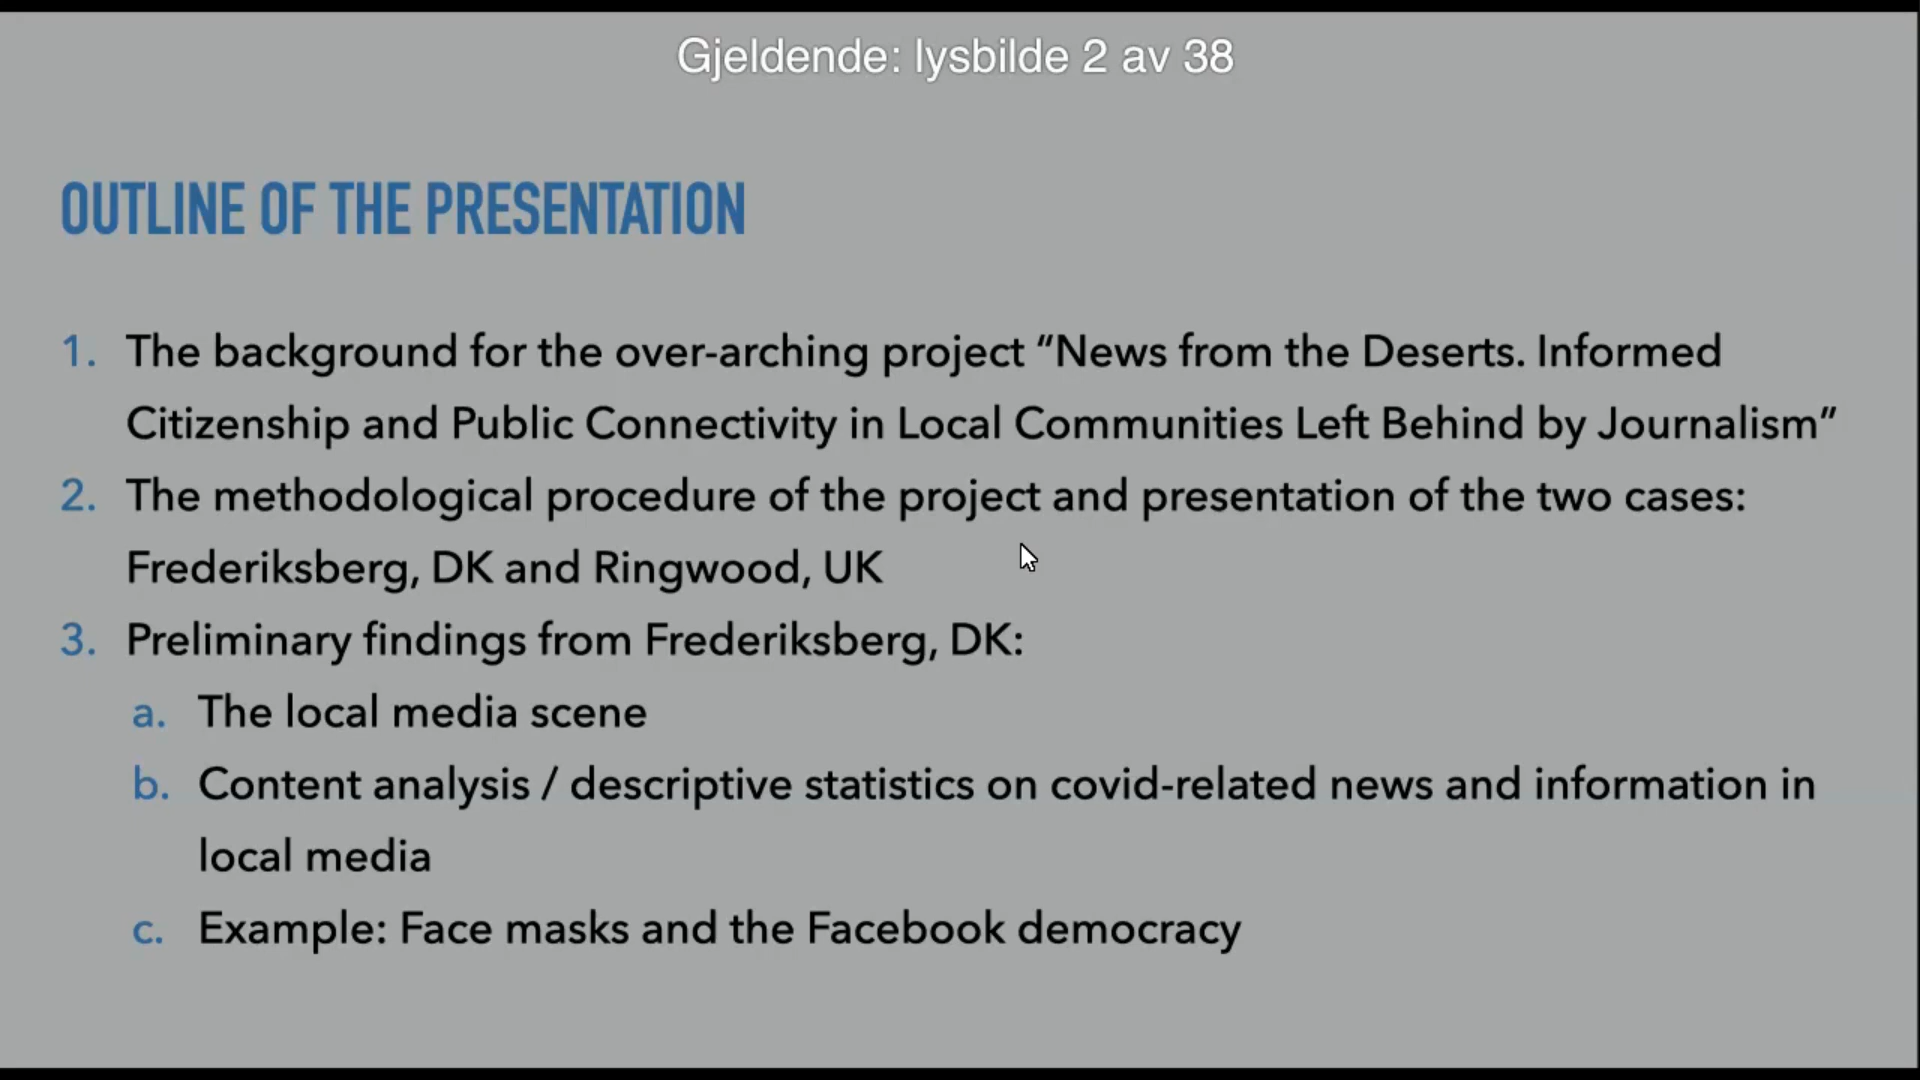 Gjeldende: lysbilde 2 av 38
OUTLINE OF THE PRESENTATION
1. The background for the over-arching project “News from the Deserts. Informed
Citizenship and Public Connectivity in Local Communities Left Behind by Journalism”
2. The methodological procedure of the project and presentation of the two cases:
Frederiksberg, DK and Ringwood, UK
3. Preliminary findings from Frederiksberg, DK:
a. The local media scene
b. Content analysis / descriptive statistics on covid-related news and information in
local media
c. Example: Face masks and the Facebook democracy